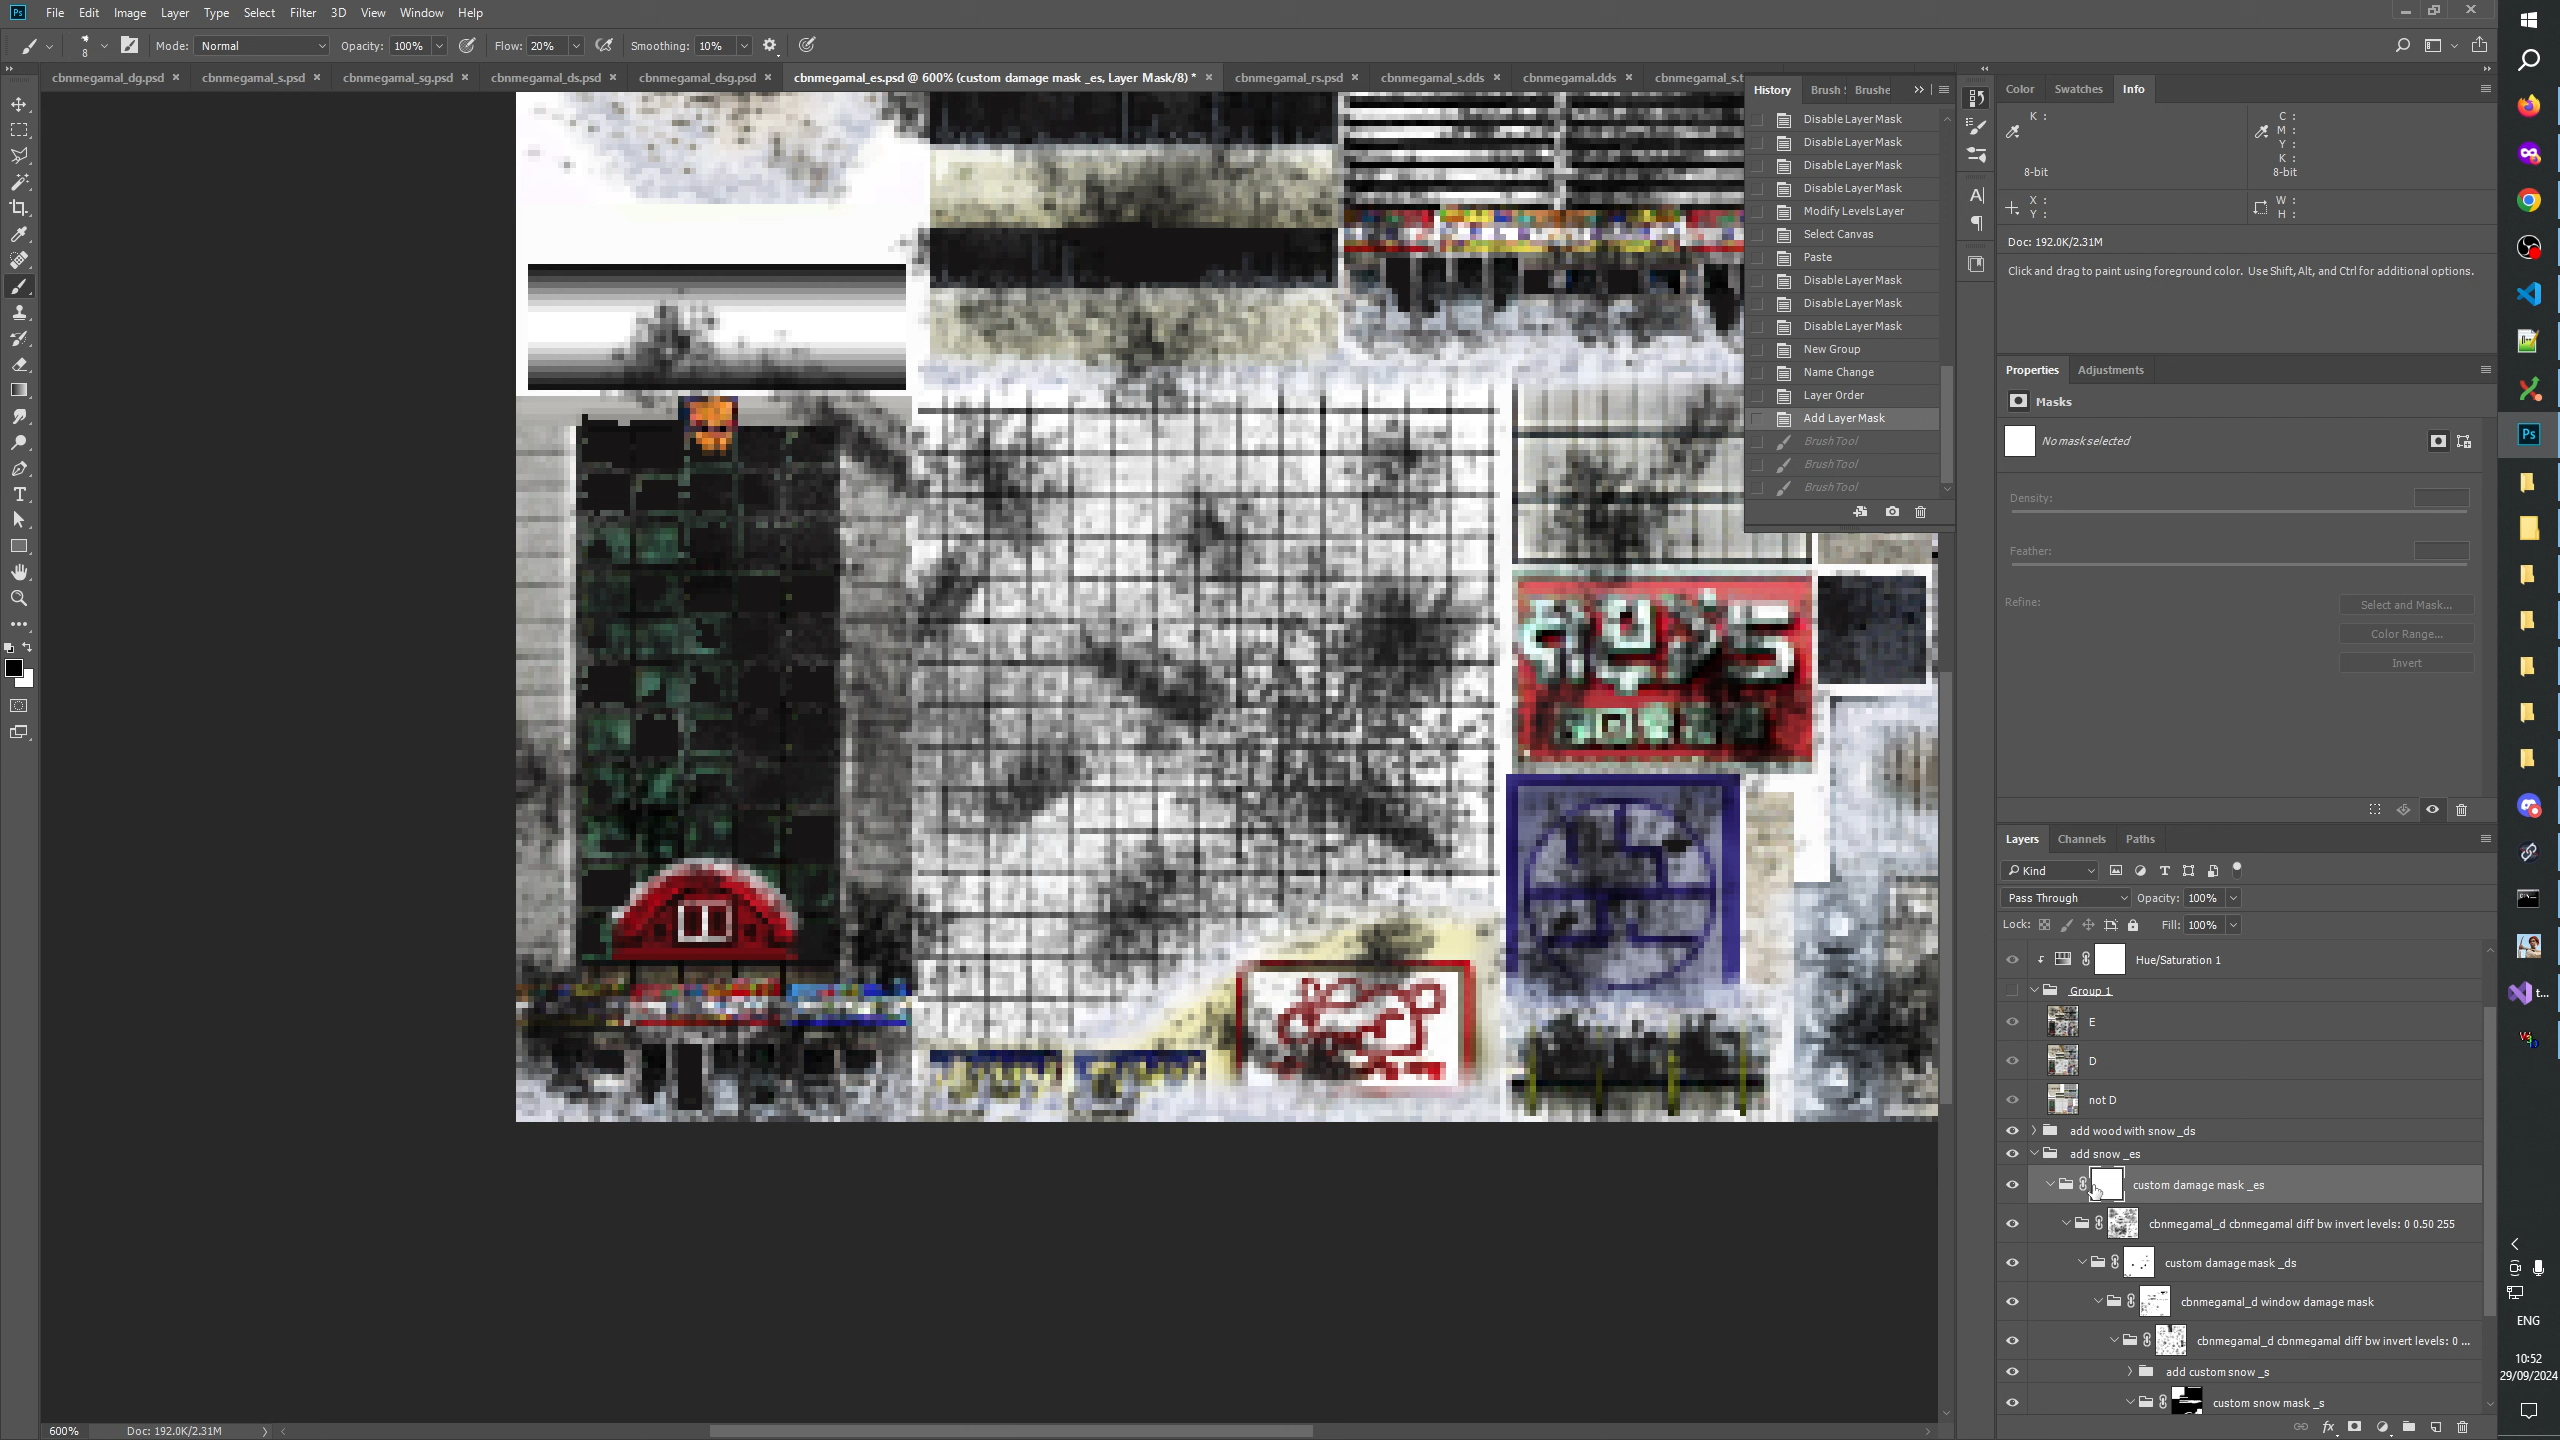 Ps File Edit Image Layer Type Select Filter 3D View Window Help
8 Mode: Normal Opacity: 100% Flow: 20% Smoothing: 10%
cbnmegamal_dg.psd cbnmegamal_s.psd cbnmegamal_sg.psd cbnmegamal_ds.psd cbnmegamal_dsg.psd cbnmegamal_es.psd @ 600% (custom damage mask _es, Layer Mask/8) * cbnmegamal_rs.psd cbnmegamal_s.dds cbnmegamal.dds cbnmegamal_s.t
History Brush Brushe
Disable Layer Mask
Disable Layer Mask
Disable Layer Mask
Disable Layer Mask
Modify Levels Layer
Select Canvas
Paste
Disable Layer Mask
Disable Layer Mask
Disable Layer Mask
New Group
Name Change
Layer Order
Add Layer Mask
Brush Tool
Brush Tool
Brush Tool
Color Swatches Info
K :
8-bit
C :
M :
Y :
K :
8-bit
X :
Y :
W :
H :
Doc: 192.0K/2.31M
Click and drag to paint using foreground color. Use Shift, Alt, and Ctrl for additional options.
Properties Adjustments
Masks
No mask selected
Density:
Feather:
Refine:
Select and Mask...
Color Range...
Invert
Layers Channels Paths
Kind
Pass Through Opacity: 100%
Lock: Fill: 100%
Hue/Saturation 1
Group 1
E
D
not D
add wood with snow _ds
add snow _es
custom damage mask _es
cbnmegamal_d cbnmegamal diff bw invert levels: 0 0.50 255
custom damage mask _ds
cbnmegamal_d window damage mask
cbnmegamal_d cbnmegamal diff bw invert levels: 0 ...
add custom snow _s
custom snow mask _s
fx
600% Doc: 192.0K/2.31M
Ps
t...
ENG
10:52
29/09/2024